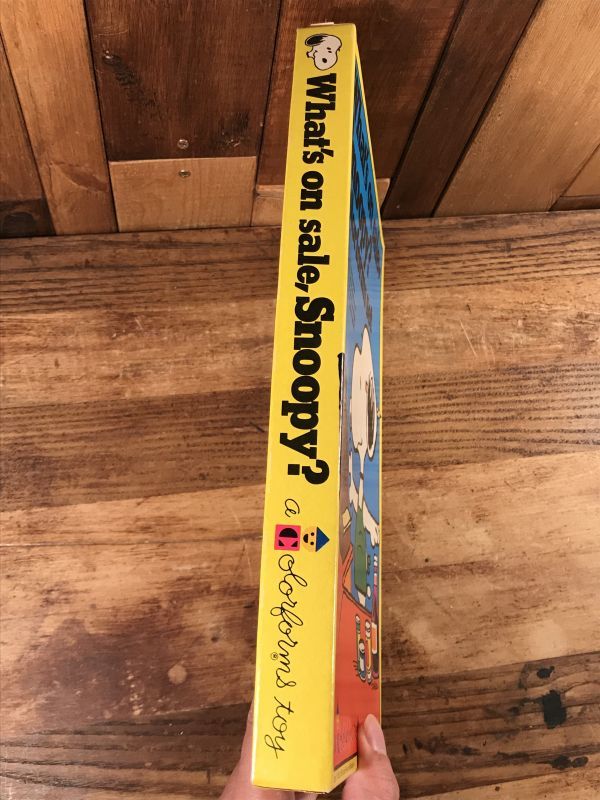 What's on sale, Snoopy?
a Colorforms® toy